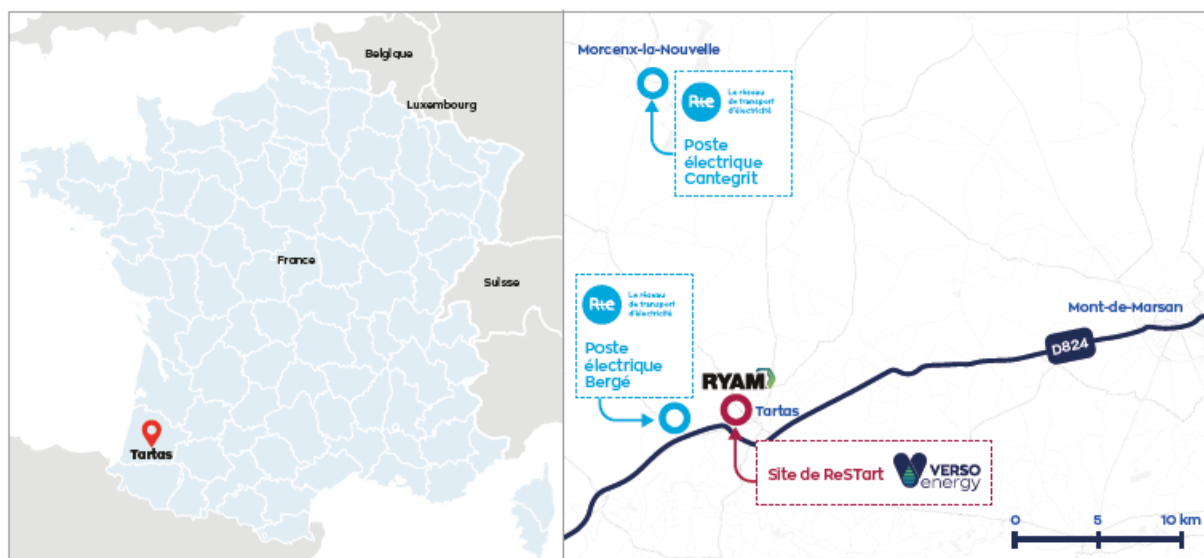 Belgique
Luxembourg
France
Suisse
Tartas
Morcenx-la-Nouvelle
Rte
Le réseau
de transport
d'électricité
Poste
électrique
Cantegrit
Rte
Le réseau
de transport
d'électricité
Poste
électrique
Bergé
Mont-de-Marsan
D824
RYAM
Tartas
Site de ReSTart
VERSO
energy
0 5 10 km